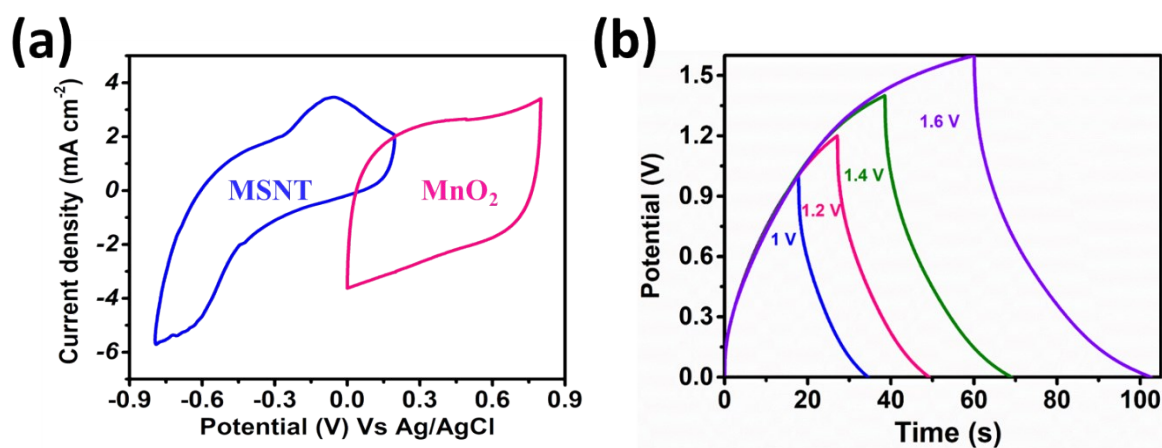 (a)
Current density (mA cm-2)
4
2
0
-2
-4
-6
MSNT
MnO2
-0.9
-0.6
-0.3
0.0
0.3
0.6
0.9
Potential (V) Vs Ag/AgCl
(b)
Potential (V)
1.5
1.2
0.9
0.6
0.3
0.0
1.6 V
1.4 V
1.2 V
1 V
0
20
40
60
80
100
Time (s)